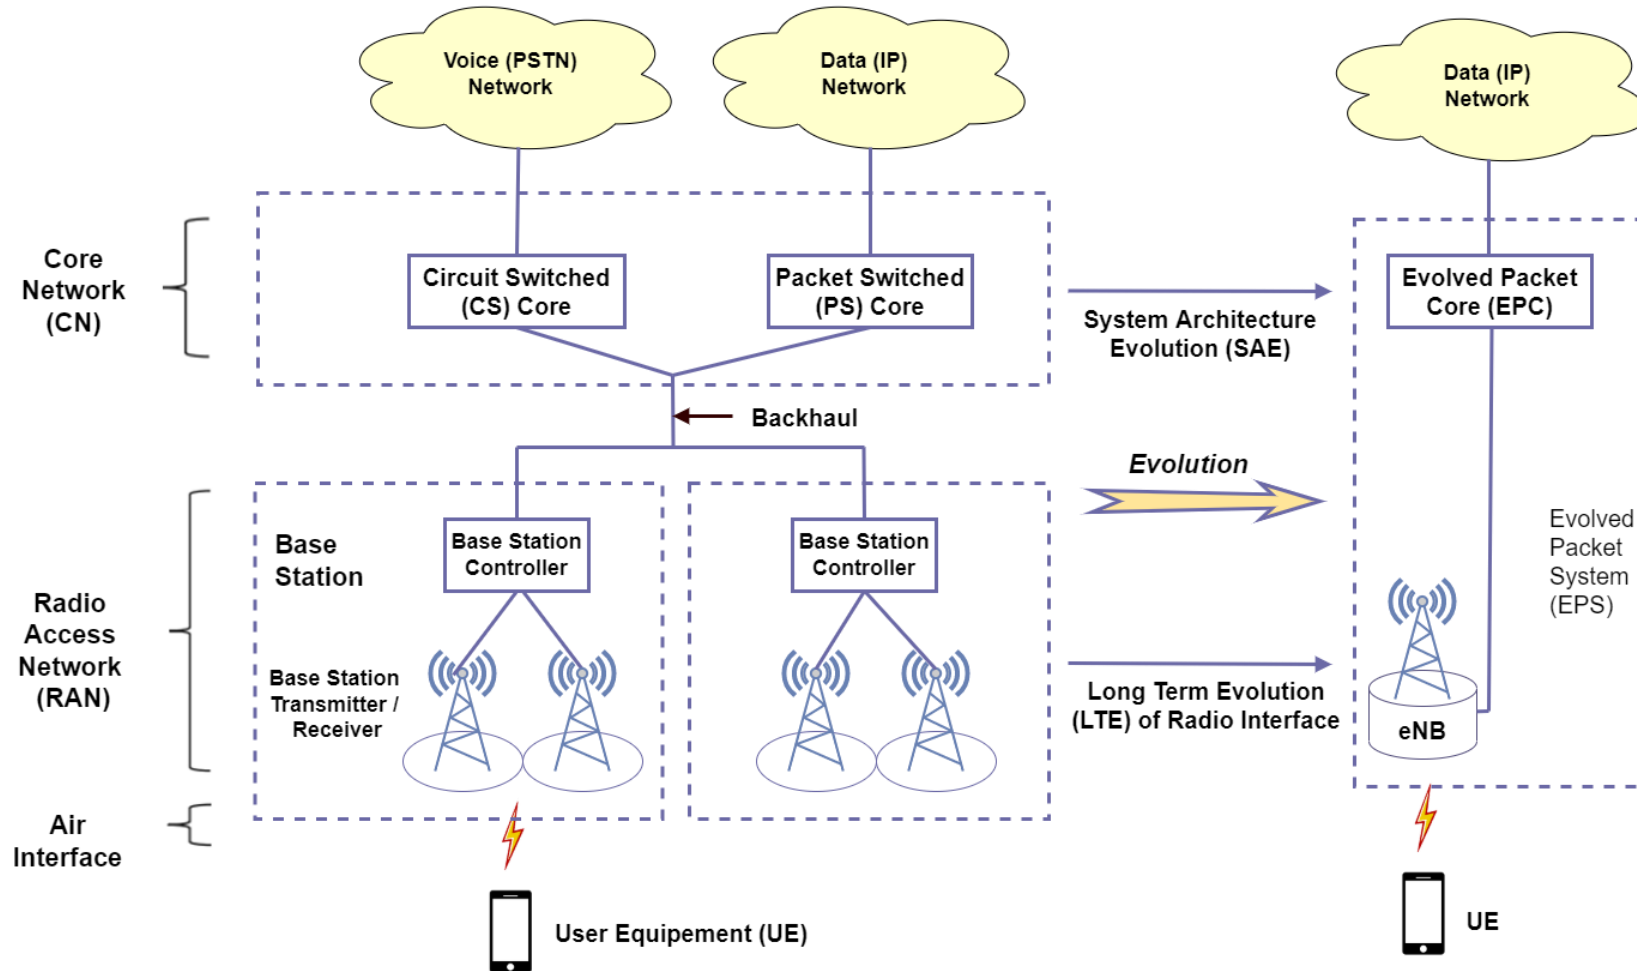 Voice (PSTN)
Network
Data (IP)
Network
Data (IP)
Network
Core
Network
(CN)
Circuit Switched
(CS) Core
Packet Switched
(PS) Core
System Architecture
Evolution (SAE)
Evolved Packet
Core (EPC)
Backhaul
Evolution
Radio
Access
Network
(RAN)
Base
Station
Base Station
Controller
Base Station
Controller
Evolved
Packet
System
(EPS)
Base Station
Transmitter /
Receiver
Long Term Evolution
(LTE) of Radio Interface
eNB
Air
Interface
User Equipement (UE)
UE